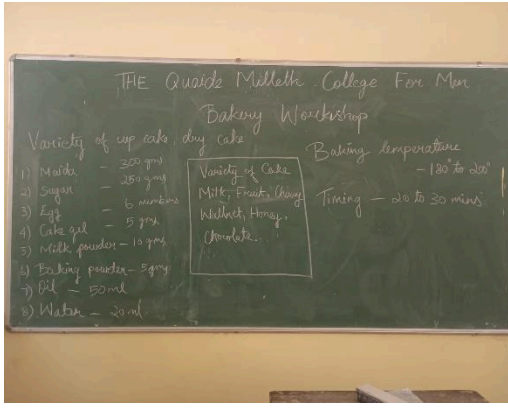 THE Quaide Milleth College For Men
Bakery Workshop
Variety of cup cake, dry cake
1) Maida - 300 gms
2) Sugar - 250 gms
3) Egg - 6 numbers
4) Cake gel - 5 gms
5) Milk powder - 10 gms
6) Baking powder - 5 gms
7) Oil - 50 ml
8) Water - 20 ml
Variety of Cake
Milk, Fruit, Cherry
Wallnet, Honey,
Chocolate..
Baking temperature
- 180° to 200°
Timing - 20 to 30 mins